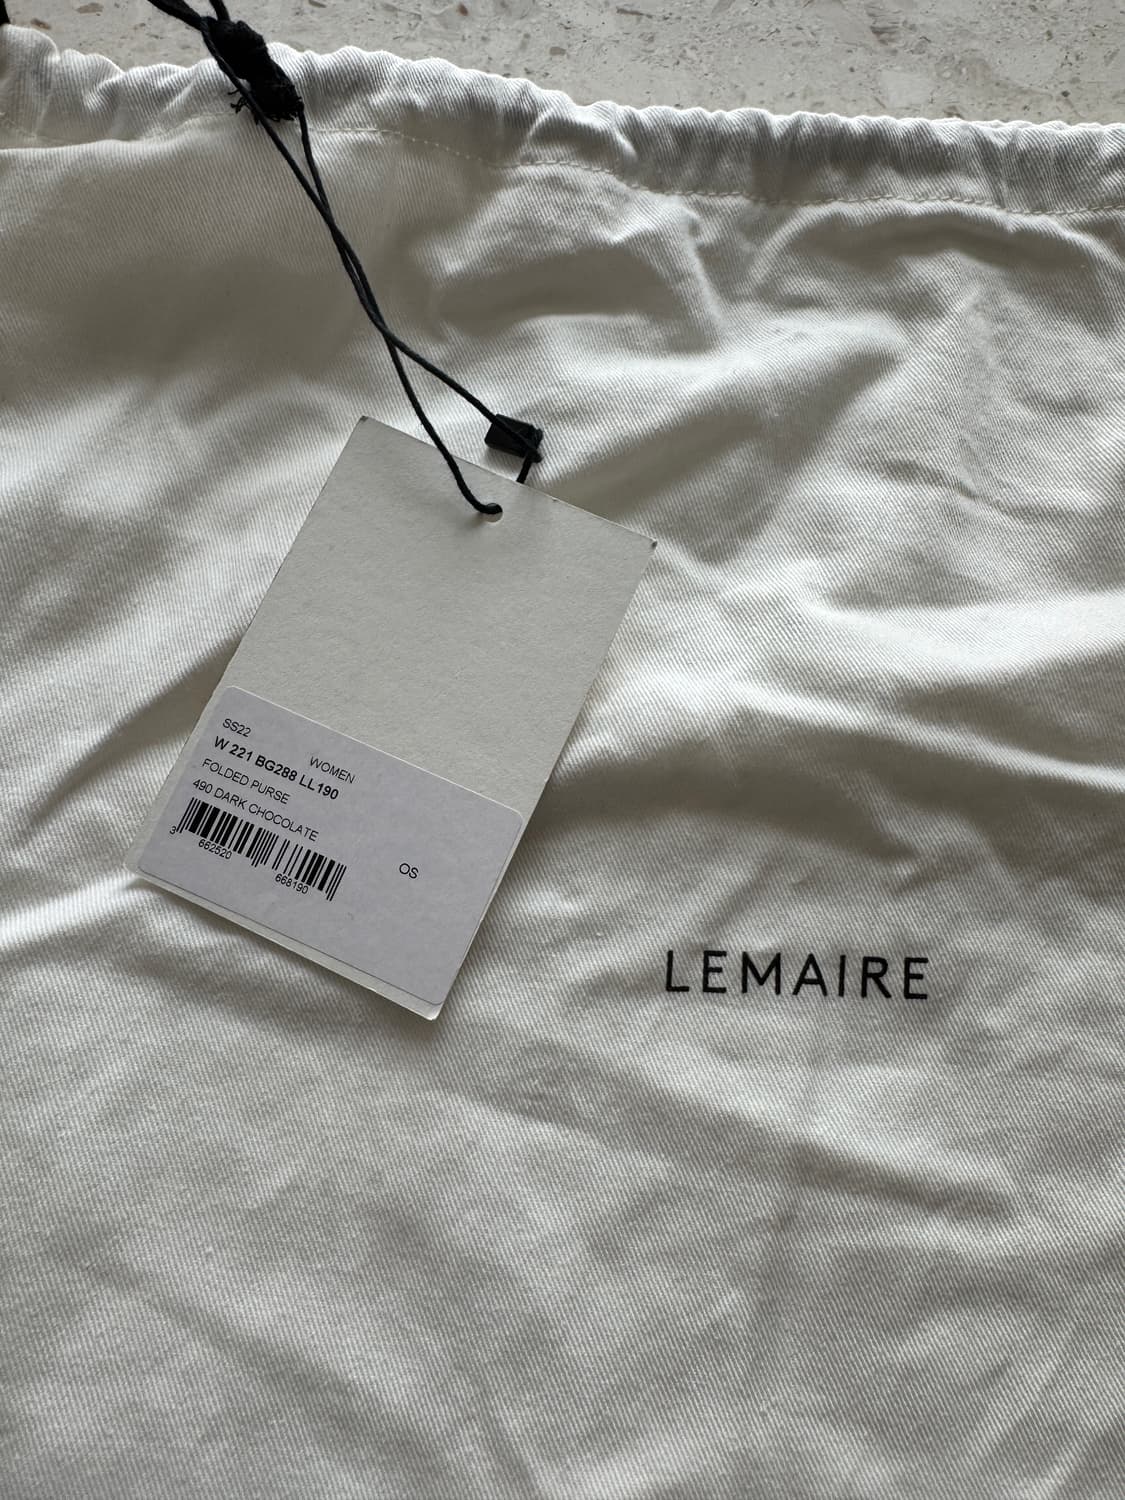 SS22
WOMEN
W 221 BG288 LL190
FOLDED PURSE
490 DARK CHOCOLATE
3 662520 668190
OS
LEMAIRE